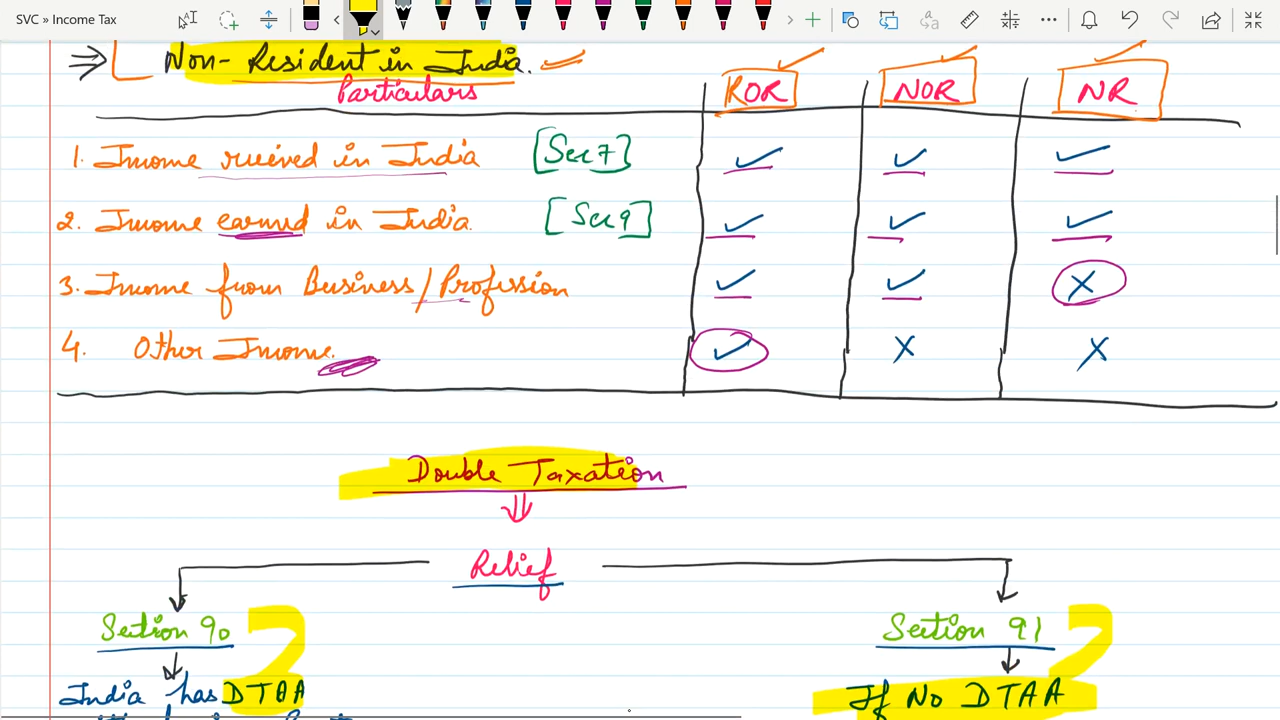 SVC » Income Tax
Non-Resident in India.
Particulars ROR NOR NR
1. Income received in India [Sec 7] ✓ ✓ ✓
2. Income earned in India. [Sec 9] ✓ ✓ ✓
3. Income from Business/Profession ✓ ✓ ✗
4. Other Income. ✓ ✗ ✗
Double Taxation
Relief
Section 90 Section 91
India has DTAA If No DTAA